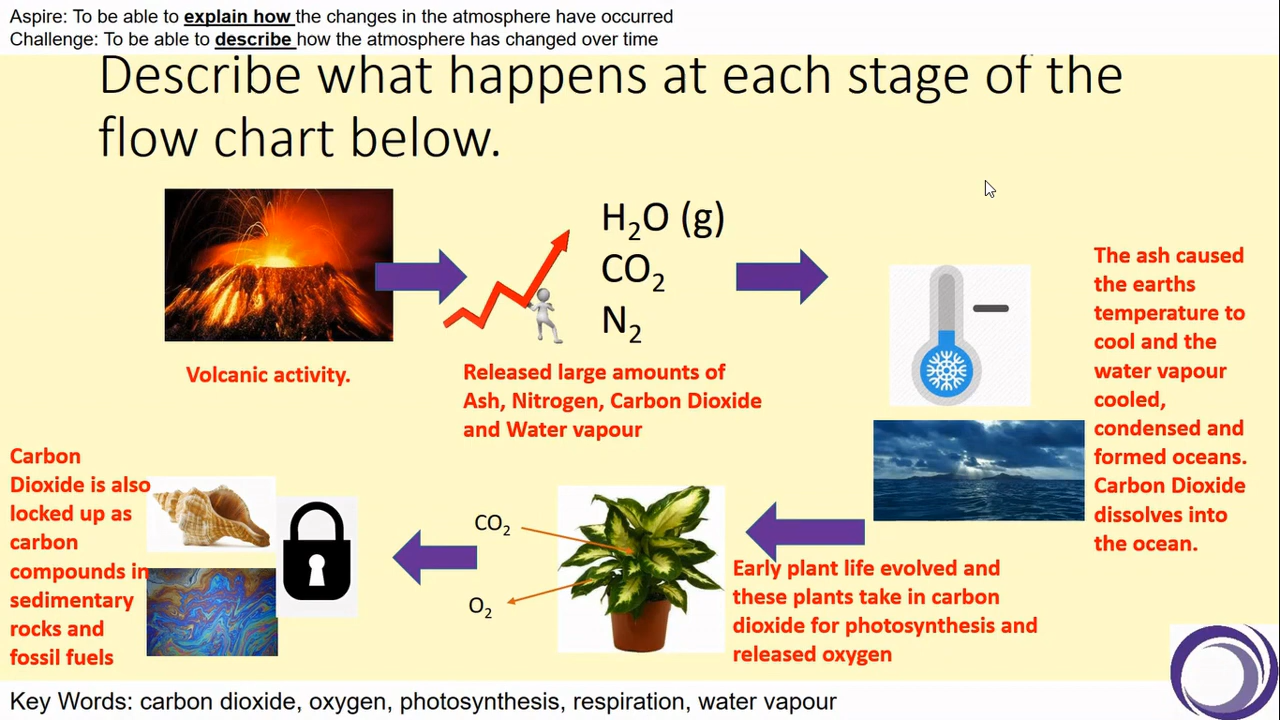 Aspire: To be able to explain how the changes in the atmosphere have occurred
Challenge: To be able to describe how the atmosphere has changed over time
Describe what happens at each stage of the
flow chart below.
H₂O (g)
CO₂
N₂
Volcanic activity.
Released large amounts of
Ash, Nitrogen, Carbon Dioxide
and Water vapour
The ash caused
the earths
temperature to
cool and the
water vapour
cooled,
condensed and
formed oceans.
Carbon Dioxide
dissolves into
the ocean.
Early plant life evolved and
these plants take in carbon
dioxide for photosynthesis and
released oxygen
CO₂
O₂
Carbon
Dioxide is also
locked up as
carbon
compounds in
sedimentary
rocks and
fossil fuels
Key Words: carbon dioxide, oxygen, photosynthesis, respiration, water vapour